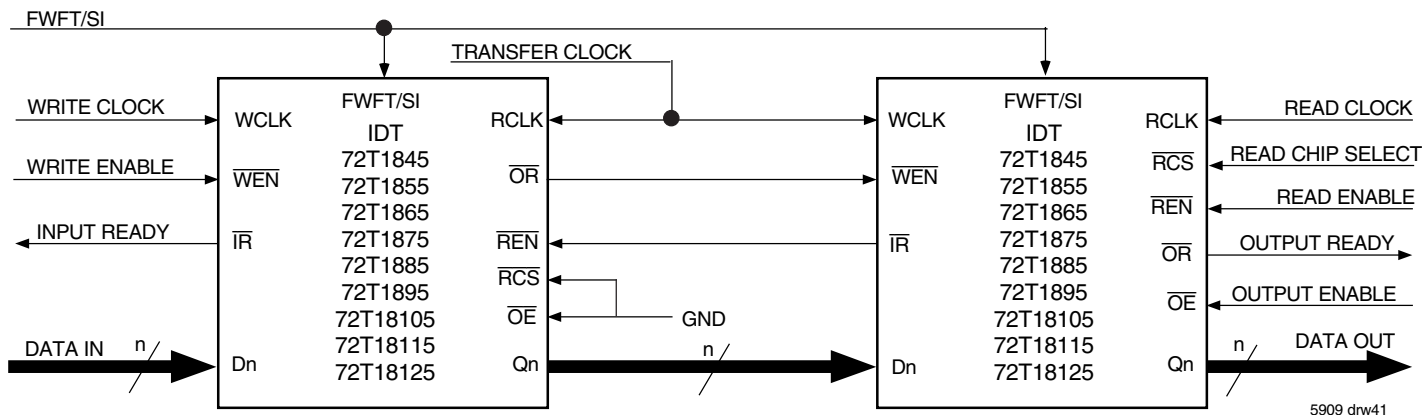 FWFT/SI
TRANSFER CLOCK
WRITE CLOCK
WRITE ENABLE
INPUT READY
DATA IN
n
WCLK
WEN
IR
Dn
FWFT/SI
IDT
72T1845
72T1855
72T1865
72T1875
72T1885
72T1895
72T18105
72T18115
72T18125
RCLK
OR
REN
RCS
OE
Qn
GND
n
WCLK
WEN
IR
Dn
FWFT/SI
IDT
72T1845
72T1855
72T1865
72T1875
72T1885
72T1895
72T18105
72T18115
72T18125
RCLK
RCS
REN
OR
OE
Qn
READ CLOCK
READ CHIP SELECT
READ ENABLE
OUTPUT READY
OUTPUT ENABLE
n
DATA OUT
5909 drw41